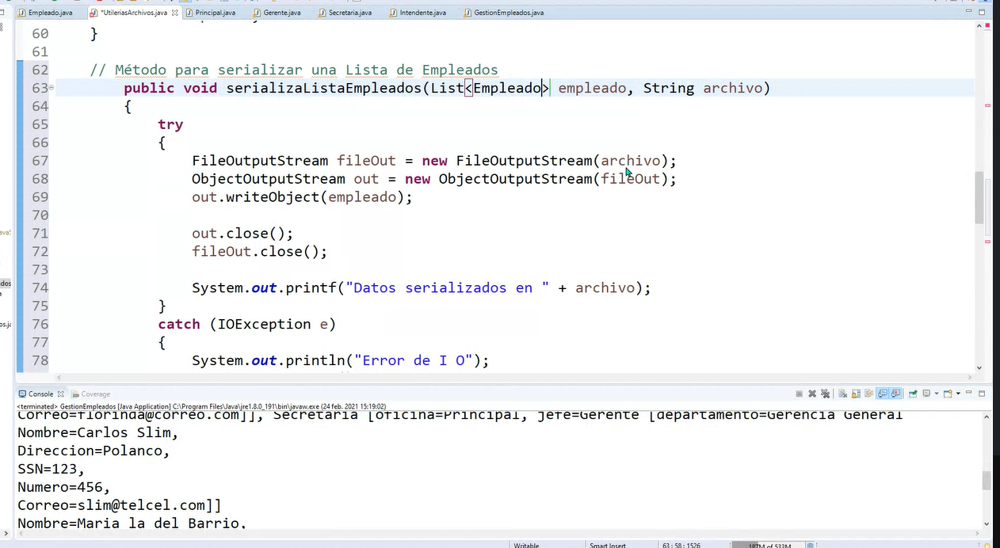 Empleado.java *UtileriasArchivos.java Principal.java Gerente.java Secretaria.java Intendente.java GestionEmpleados.java
60 }
61
62 // Método para serializar una Lista de Empleados
63 public void serializaListaEmpleados(List<Empleado> empleado, String archivo)
64 {
65 try
66 {
67 FileOutputStream fileOut = new FileOutputStream(archivo);
68 ObjectOutputStream out = new ObjectOutputStream(fileOut);
69 out.writeObject(empleado);
70
71 out.close();
72 fileOut.close();
73
74 System.out.printf("Datos serializados en " + archivo);
75 }
76 catch (IOException e)
77 {
78 System.out.println("Error de I O");
Console Coverage
<terminated> GestionEmpleados [Java Application] C:\Program Files\Java\jre1.8.0_191\bin\javaw.exe (24 feb. 2021 15:19:02)
Correo=florinda@correo.com]], Secretaria [oficina=Principal, jefe=Gerente [departamento=Gerencia General
Nombre=Carlos Slim,
Direccion=Polanco,
SSN=123,
Numero=456,
Correo=slim@telcel.com]]
Nombre=Maria la del Barrio,
Writable Smart Insert 63 : 58 : 1526 187M of 533M